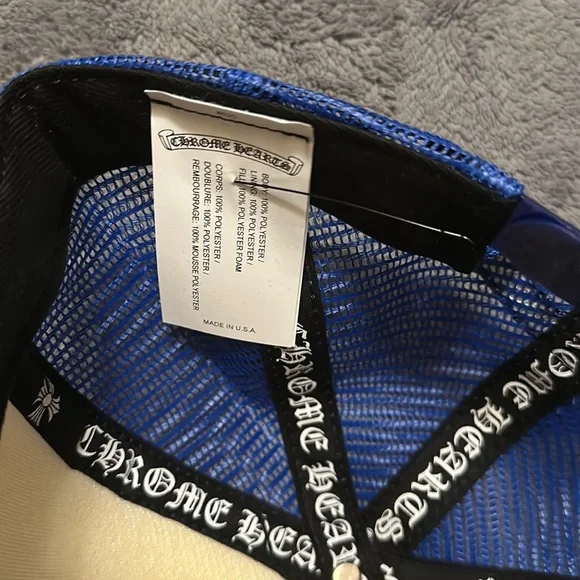 CHROME HEARTS
BODY: 100% POLYESTER /
LINING: 100% POLYESTER /
FILL: 100% POLYESTER FOAM
CORPS: 100% POLYESTER /
DOUBLURE: 100% POLYESTER /
REMBOURRAGE: 100% MOUSSE POLYESTER
MADE IN U.S.A.
CHROME HEARTS
CHROME HEA
CHROME HEAR